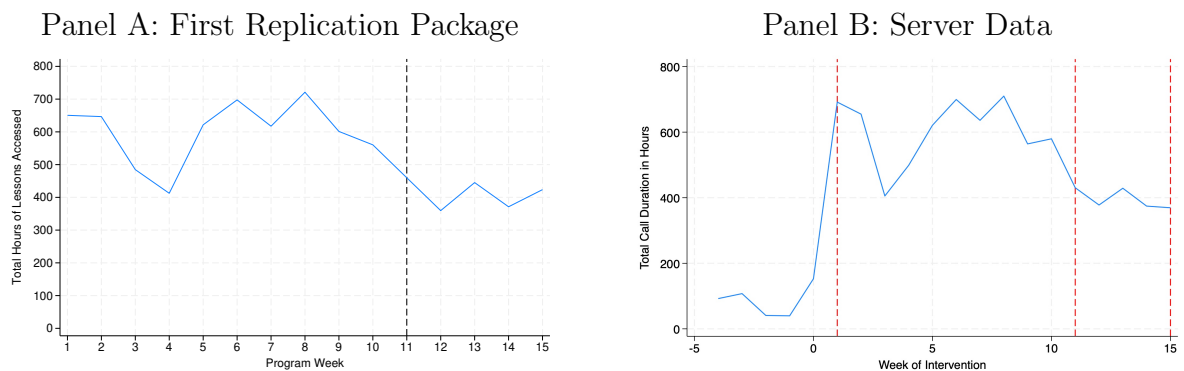 Panel A: First Replication Package
800
700
600
500
400
300
200
100
0
Total Hours of Lessons Accessed
1 2 3 4 5 6 7 8 9 10 11 12 13 14 15
Program Week
Panel B: Server Data
800
600
400
200
0
Total Call Duration in Hours
-5 0 5 10 15
Week of Intervention